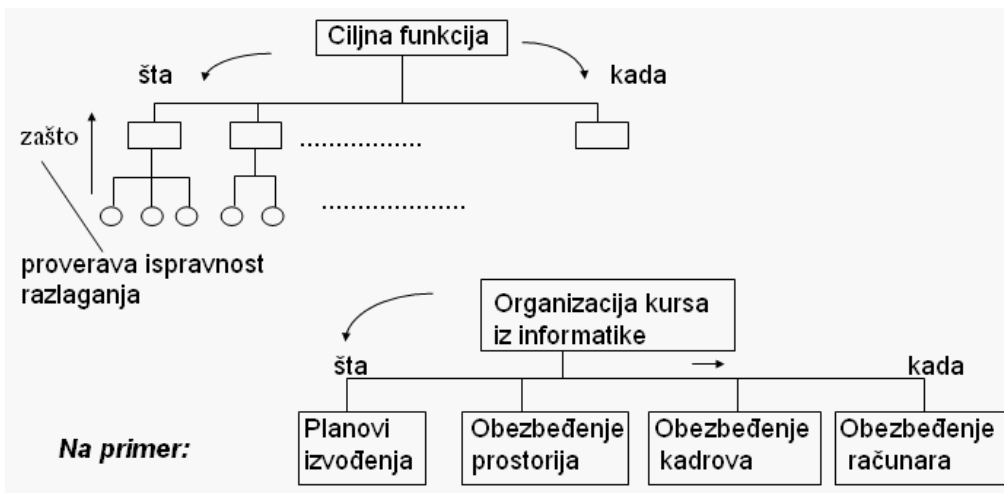 Ciljna funkcija
šta
kada
zašto
..................
.....................
proverava ispravnost
razlaganja
Organizacija kursa
iz informatike
šta
kada
Na primer:
Planovi
izvođenja
Obezbeđenje
prostorija
Obezbeđenje
kadrova
Obezbeđenje
računara